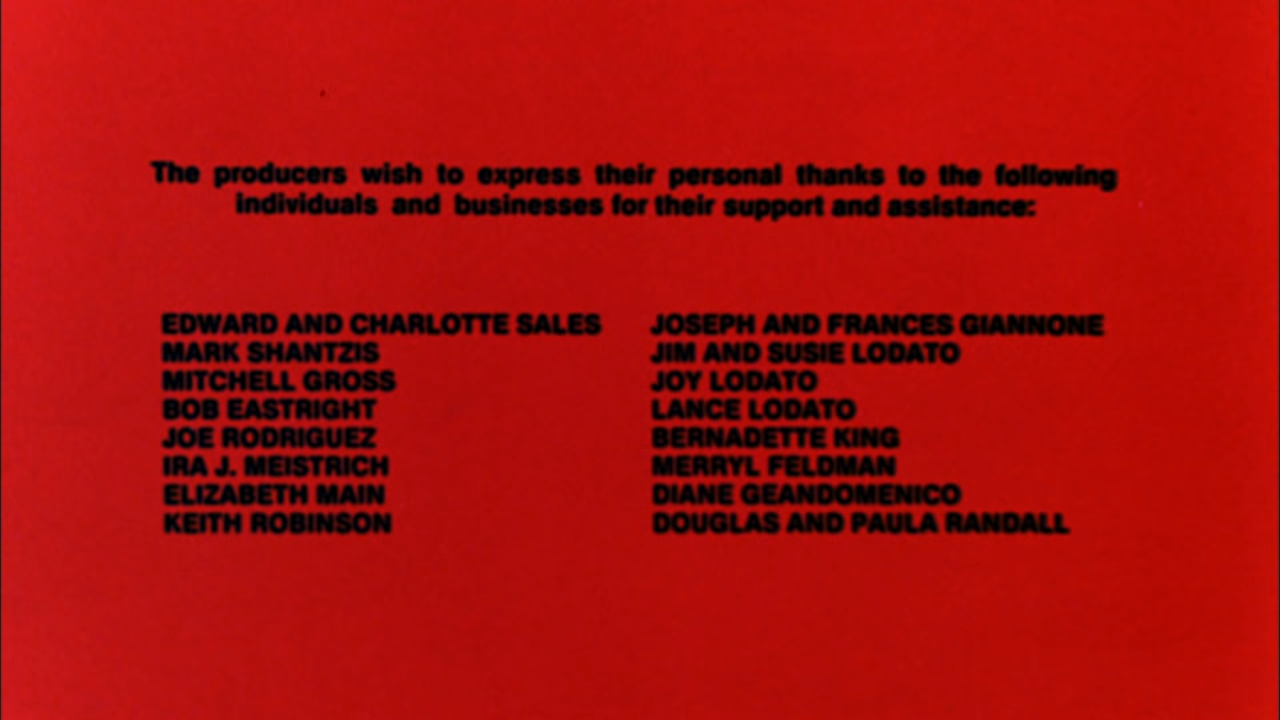 The producers wish to express their personal thanks to the following
individuals and businesses for their support and assistance:
EDWARD AND CHARLOTTE SALES
MARK SHANTZIS
MITCHELL GROSS
BOB EASTRIGHT
JOE RODRIGUEZ
IRA J. MEISTRICH
ELIZABETH MAIN
KEITH ROBINSON
JOSEPH AND FRANCES GIANNONE
JIM AND SUSIE LODATO
JOY LODATO
LANCE LODATO
BERNADETTE KING
MERRYL FELDMAN
DIANE GEANDOMENICO
DOUGLAS AND PAULA RANDALL